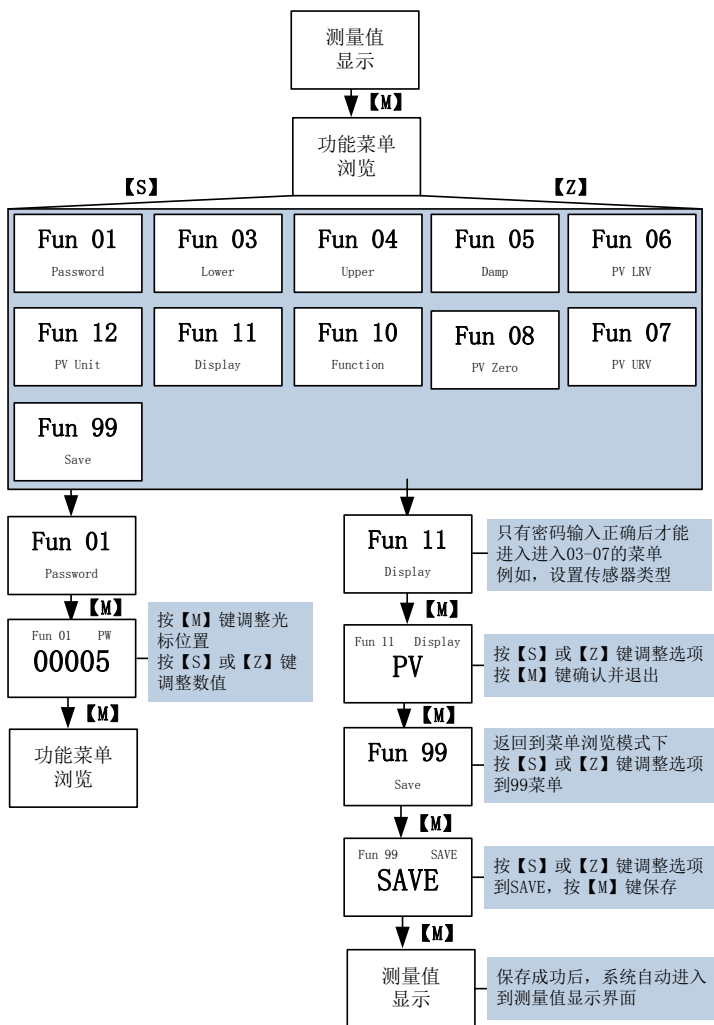 测量值
显示
【M】
功能菜单
浏览
【S】
【Z】
Fun 01
Password
Fun 03
Lower
Fun 04
Upper
Fun 05
Damp
Fun 06
PV LRV
Fun 12
PV Unit
Fun 11
Display
Fun 10
Function
Fun 08
PV Zero
Fun 07
PV URV
Fun 99
Save
Fun 01
Password
【M】
Fun 01 PW
00005
按【M】键调整光
标位置
按【S】或【Z】键
调整数值
【M】
功能菜单
浏览
Fun 11
Display
只有密码输入正确后才能
进入进入03-07的菜单
例如，设置传感器类型
【M】
Fun 11 Display
PV
按【S】或【Z】键调整选项
按【M】键确认并退出
【M】
Fun 99
Save
返回到菜单浏览模式下
按【S】或【Z】键调整选项
到99菜单
【M】
Fun 99 SAVE
SAVE
按【S】或【Z】键调整选项
到SAVE，按【M】键保存
【M】
测量值
显示
保存成功后，系统自动进入
到测量值显示界面